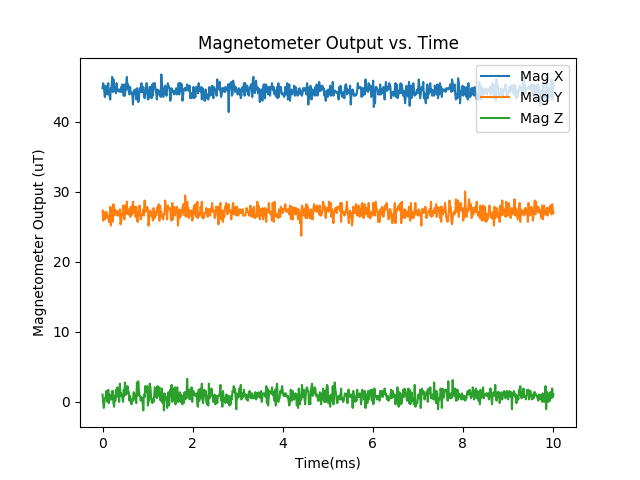 Magnetometer Output vs. Time
Mag X
Mag Y
Mag Z
Magnetometer Output (uT)
40
30
20
10
0
0 2 4 6 8 10
Time(ms)